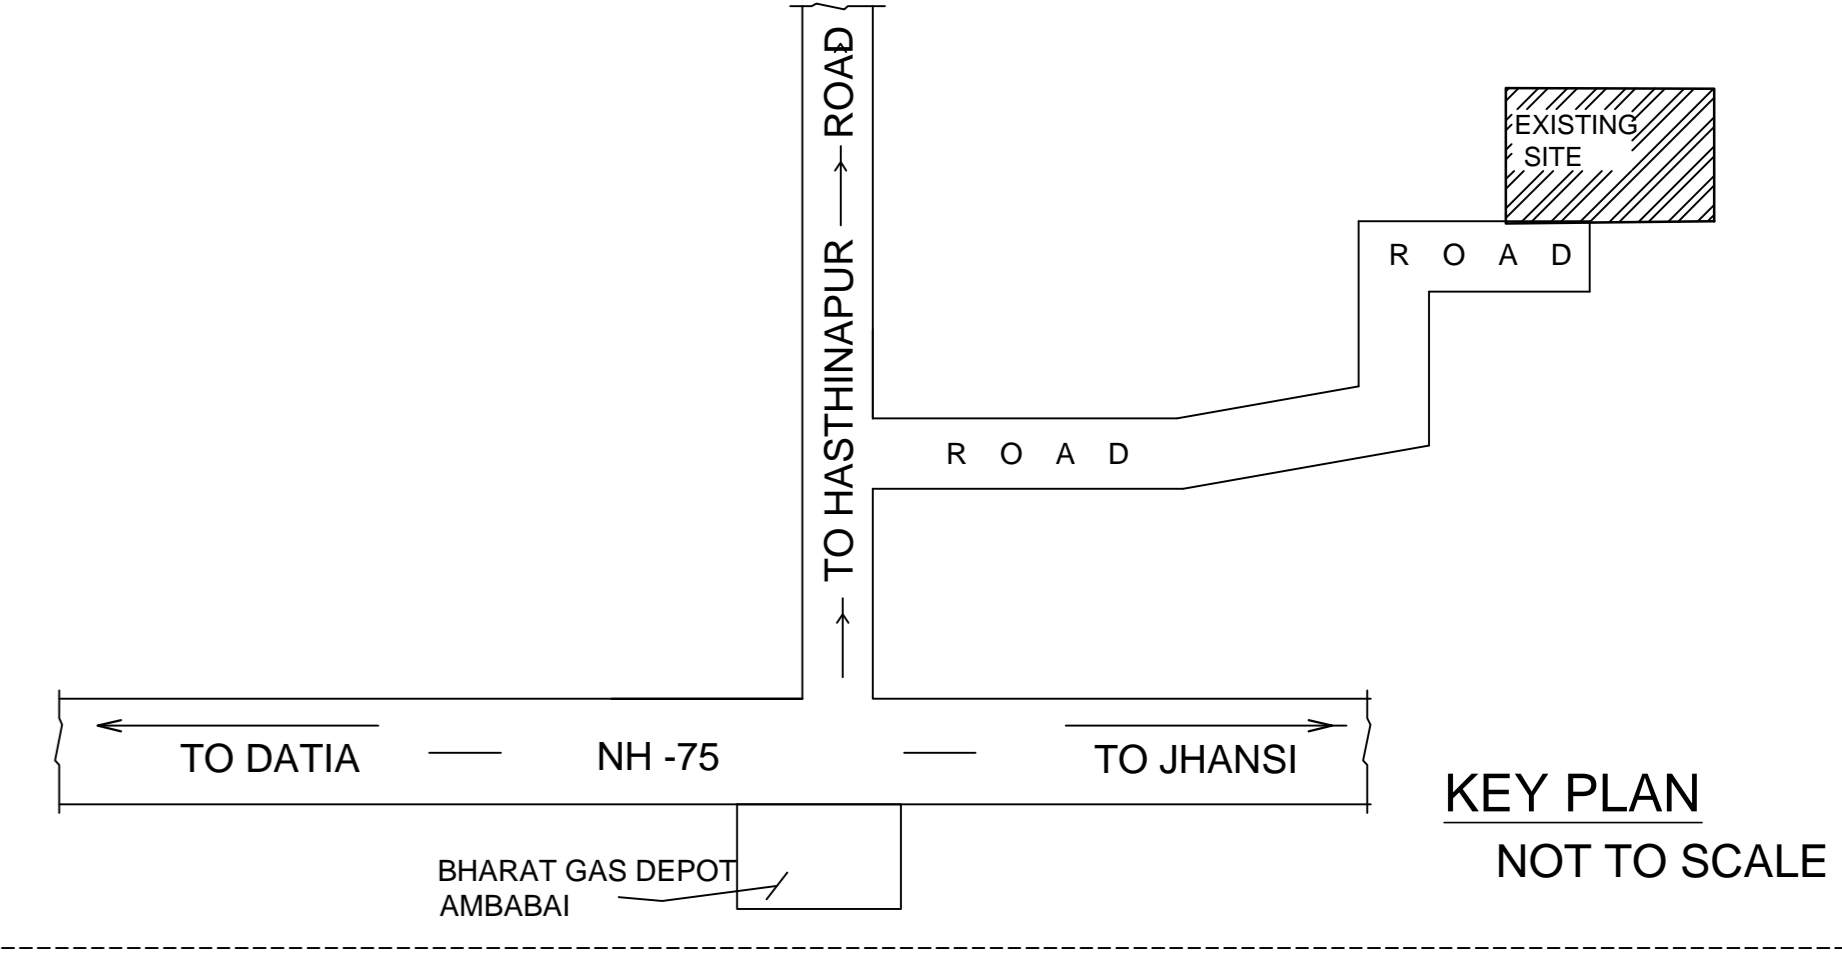 TO HASTHINAPUR ROAD
EXISTING
SITE
R O A D
R O A D
TO DATIA
NH -75
TO JHANSI
KEY PLAN
NOT TO SCALE
BHARAT GAS DEPOT
AMBABAI